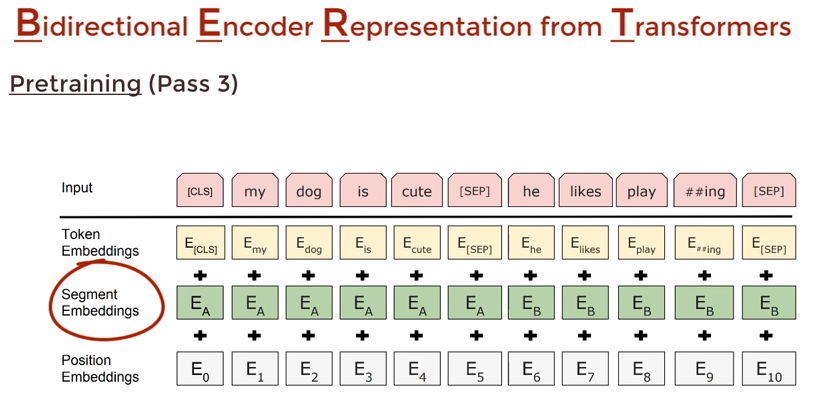 Bidirectional Encoder Representation from Transformers
Pretraining (Pass 3)
Input [CLS] my dog is cute [SEP] he likes play ##ing [SEP]
Token
Embeddings E[CLS] Emy Edog Eis Ecute E[SEP] Ehe Elikes Eplay E##ing E[SEP]
+ + + + + + + + + + +
Segment
Embeddings EA EA EA EA EA EA EB EB EB EB EB
+ + + + + + + + + + +
Position
Embeddings E0 E1 E2 E3 E4 E5 E6 E7 E8 E9 E10